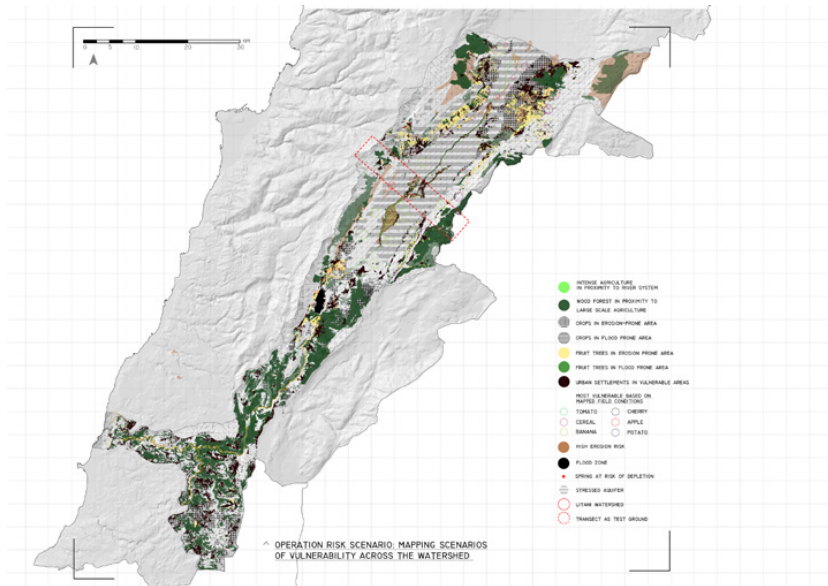 0 5 10 20 30
KM
INTENSE AGRICULTURE
IN PROXIMITY TO RIVER SYSTEM
WOOD FOREST IN PROXIMITY TO
LARGE SCALE AGRICULTURE
CROPS IN EROSION-PRONE AREA
CROPS IN FLOOD PRONE AREA
FRUIT TREES IN EROSION PRONE AREA
FRUIT TREES IN FLOOD PRONE AREA
URBAN SETTLEMENTS IN VULNERABLE AREAS
MOST VULNERABLE BASED ON
MAPPED FIELD CONDITIONS
TOMATO CHERRY
CEREAL APPLE
BANANA POTATO
HIGH EROSION RISK
FLOOD ZONE
SPRING AT RISK OF DEPLETION
STRESSED AQUIFER
LITANI WATERSHED
TRANSECT AS TEST GROUND
^ OPERATION RISK SCENARIO: MAPPING SCENARIOS
OF VULNERABILITY ACROSS THE WATERSHED